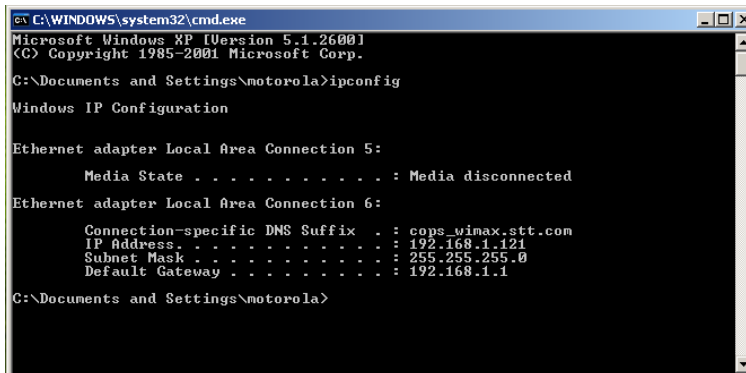 C:\WINDOWS\system32\cmd.exe
Microsoft Windows XP [Version 5.1.2600]
(C) Copyright 1985-2001 Microsoft Corp.
C:\Documents and Settings\motorola>ipconfig
Windows IP Configuration
Ethernet adapter Local Area Connection 5:
Media State . . . . . . . . . . . : Media disconnected
Ethernet adapter Local Area Connection 6:
Connection-specific DNS Suffix  . : cops_wimax.stt.com
IP Address. . . . . . . . . . . . : 192.168.1.121
Subnet Mask . . . . . . . . . . . : 255.255.255.0
Default Gateway . . . . . . . . . : 192.168.1.1
C:\Documents and Settings\motorola>